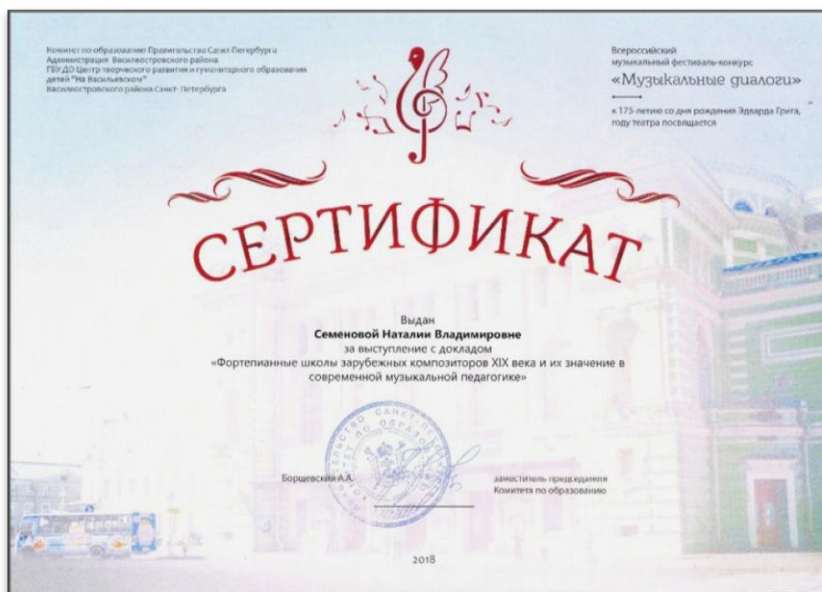 Комитет по образованию Правительства Санкт-Петербурга
Администрация Василеостровского района
ГБУ ДО Центр творческого развития и гуманитарного образования
детей "На Васильевском"
Василеостровского района Санкт- Петербурга
Всероссийский
музыкальный фестиваль-конкурс
«Музыкальные диалоги»
к 175-летию со дня рождения Эдварда Грига,
году театра посвящается
СЕРТИФИКАТ
Выдан
Семеновой Наталии Владимировне
за выступление с докладом
«Фортепианные школы зарубежных композиторов XIX века и их значение в
современной музыкальной педагогике»
Борщевский А.А.
заместитель председателя
Комитета по образованию
2018